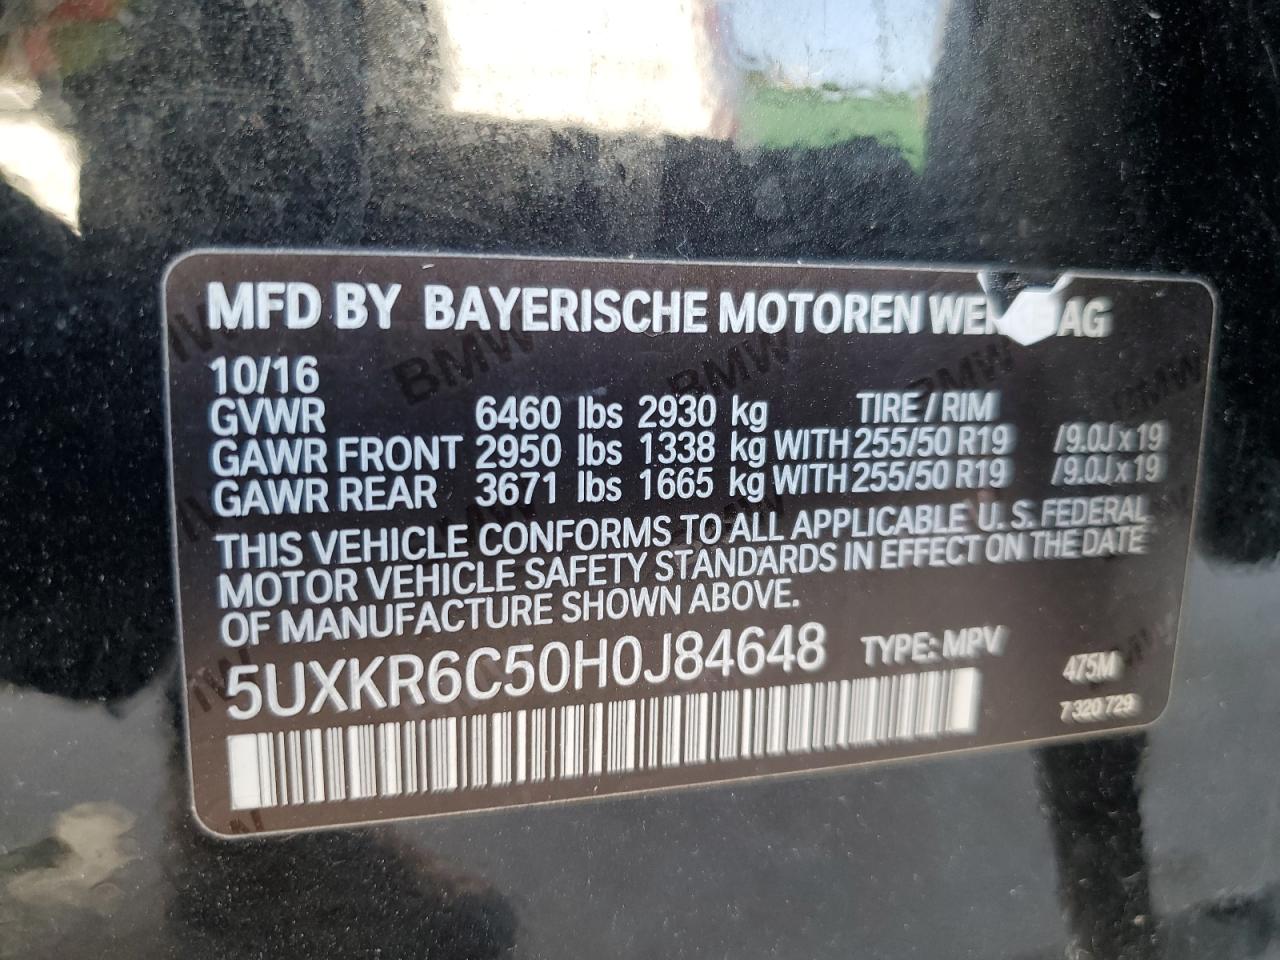 MFD BY BAYERISCHE MOTOREN AG
10/16
GVWR 6460 lbs 2930 kg TIRE / RIM
GAWR FRONT 2950 lbs 1338 kg WITH 255/50 R19 /9.0J x 19
GAWR REAR 3671 lbs 1665 kg WITH 255/50 R19 /9.0J x 19
THIS VEHICLE CONFORMS TO ALL APPLICABLE U.S. FEDERAL
MOTOR VEHICLE SAFETY STANDARDS IN EFFECT ON THE DATE
OF MANUFACTURE SHOWN ABOVE.
5UXKR6C50H0J84648 TYPE: MPV
475M
7 320 729